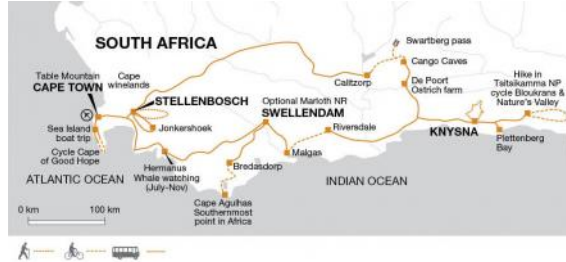 SOUTH AFRICA
Swartberg pass
Table Mountain
CAPE TOWN
Cape
winelands
Calitzorp
Cango Caves
De Poort
Ostrich farm
Hike in
Tsitsikamma NP
cycle Bloukrans &
Nature's Valley
STELLENBOSCH
Optional Marloth NR
SWELLENDAM
Sea Island
boat trip
Jonkershoek
Riversdale
KNYSNA
Plettenberg
Bay
Cycle Cape
of Good Hope
Hermanus
Whale watching
(July-Nov)
Bredasdorp
Malgas
ATLANTIC OCEAN
INDIAN OCEAN
Cape Agulhas
Southernmost
point in Africa
0 km
100 km